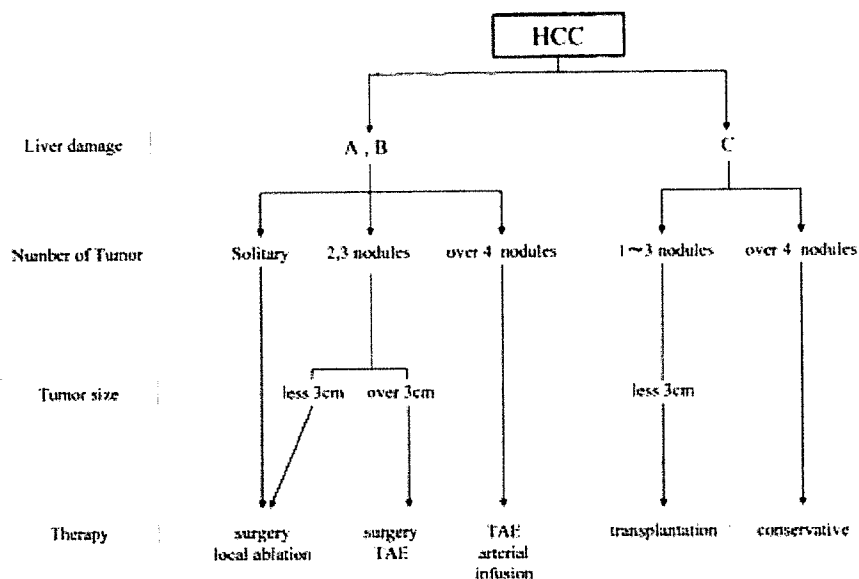 HCC
Liver damage
A , B
C
Number of Tumor
Solitary
2,3 nodules
over 4 nodules
1~3 nodules
over 4 nodules
Tumor size
less 3cm
over 3cm
less 3cm
Therapy
surgery
local ablation
surgery
TAE
TAE
arterial
infusion
transplantation
conservative